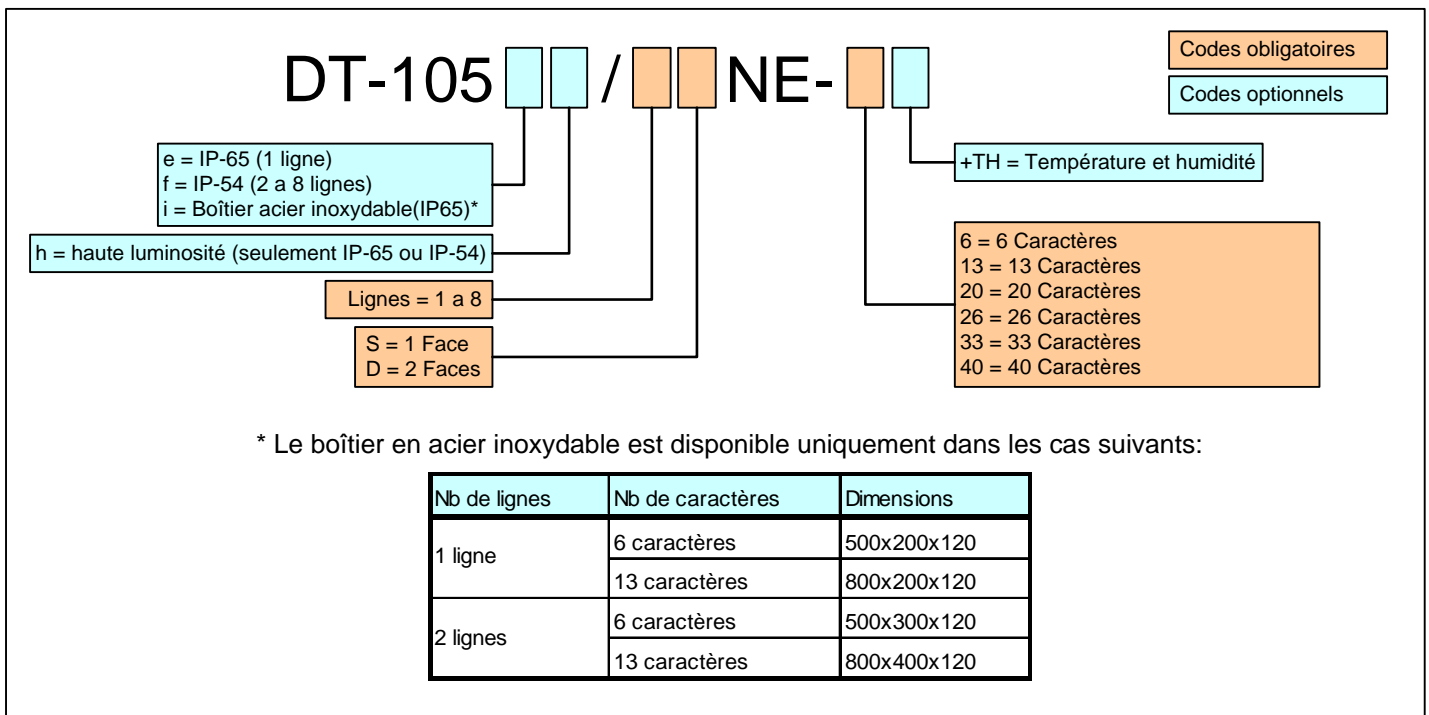 DT-105 / NE-
Codes obligatoires
Codes optionnels
e = IP-65 (1 ligne)
f = IP-54 (2 a 8 lignes)
i = Boîtier acier inoxydable(IP65)*
+TH = Température et humidité
h = haute luminosité (seulement IP-65 ou IP-54)
Lignes = 1 a 8
S = 1 Face
D = 2 Faces
6 = 6 Caractères
13 = 13 Caractères
20 = 20 Caractères
26 = 26 Caractères
33 = 33 Caractères
40 = 40 Caractères
* Le boîtier en acier inoxydable est disponible uniquement dans les cas suivants:
Nb de lignes Nb de caractères Dimensions
1 ligne
6 caractères 500x200x120
13 caractères 800x200x120
2 lignes
6 caractères 500x300x120
13 caractères 800x400x120